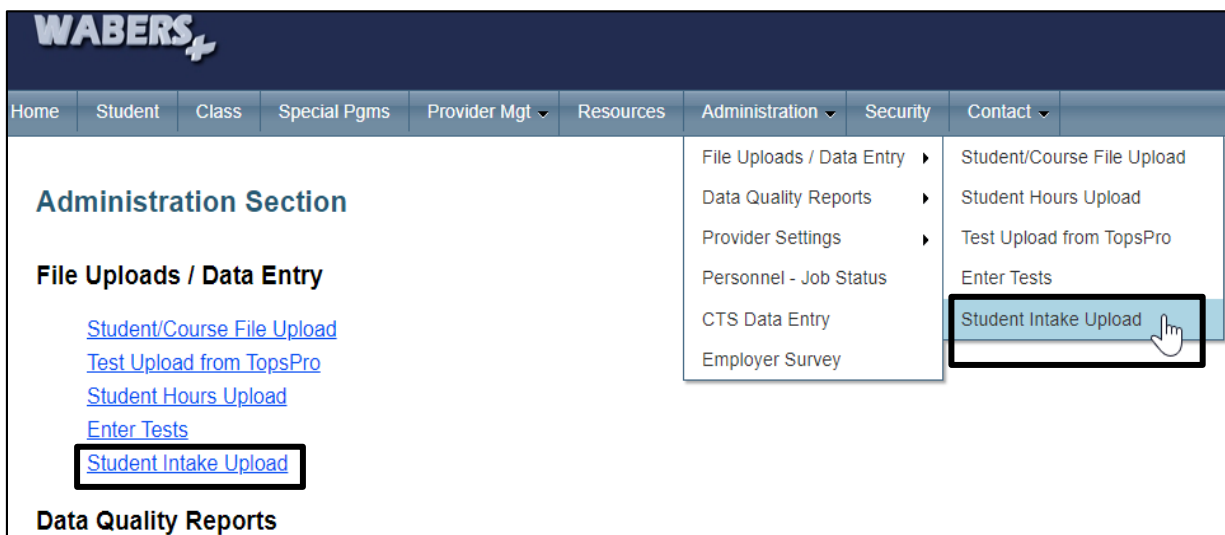 WABERS+
Home Student Class Special Pgms Provider Mgt Resources Administration Security Contact
File Uploads / Data Entry
Data Quality Reports
Provider Settings
Personnel - Job Status
CTS Data Entry
Employer Survey
Student/Course File Upload
Student Hours Upload
Test Upload from TopsPro
Enter Tests
Student Intake Upload
Administration Section
File Uploads / Data Entry
Student/Course File Upload
Test Upload from TopsPro
Student Hours Upload
Enter Tests
Student Intake Upload
Data Quality Reports